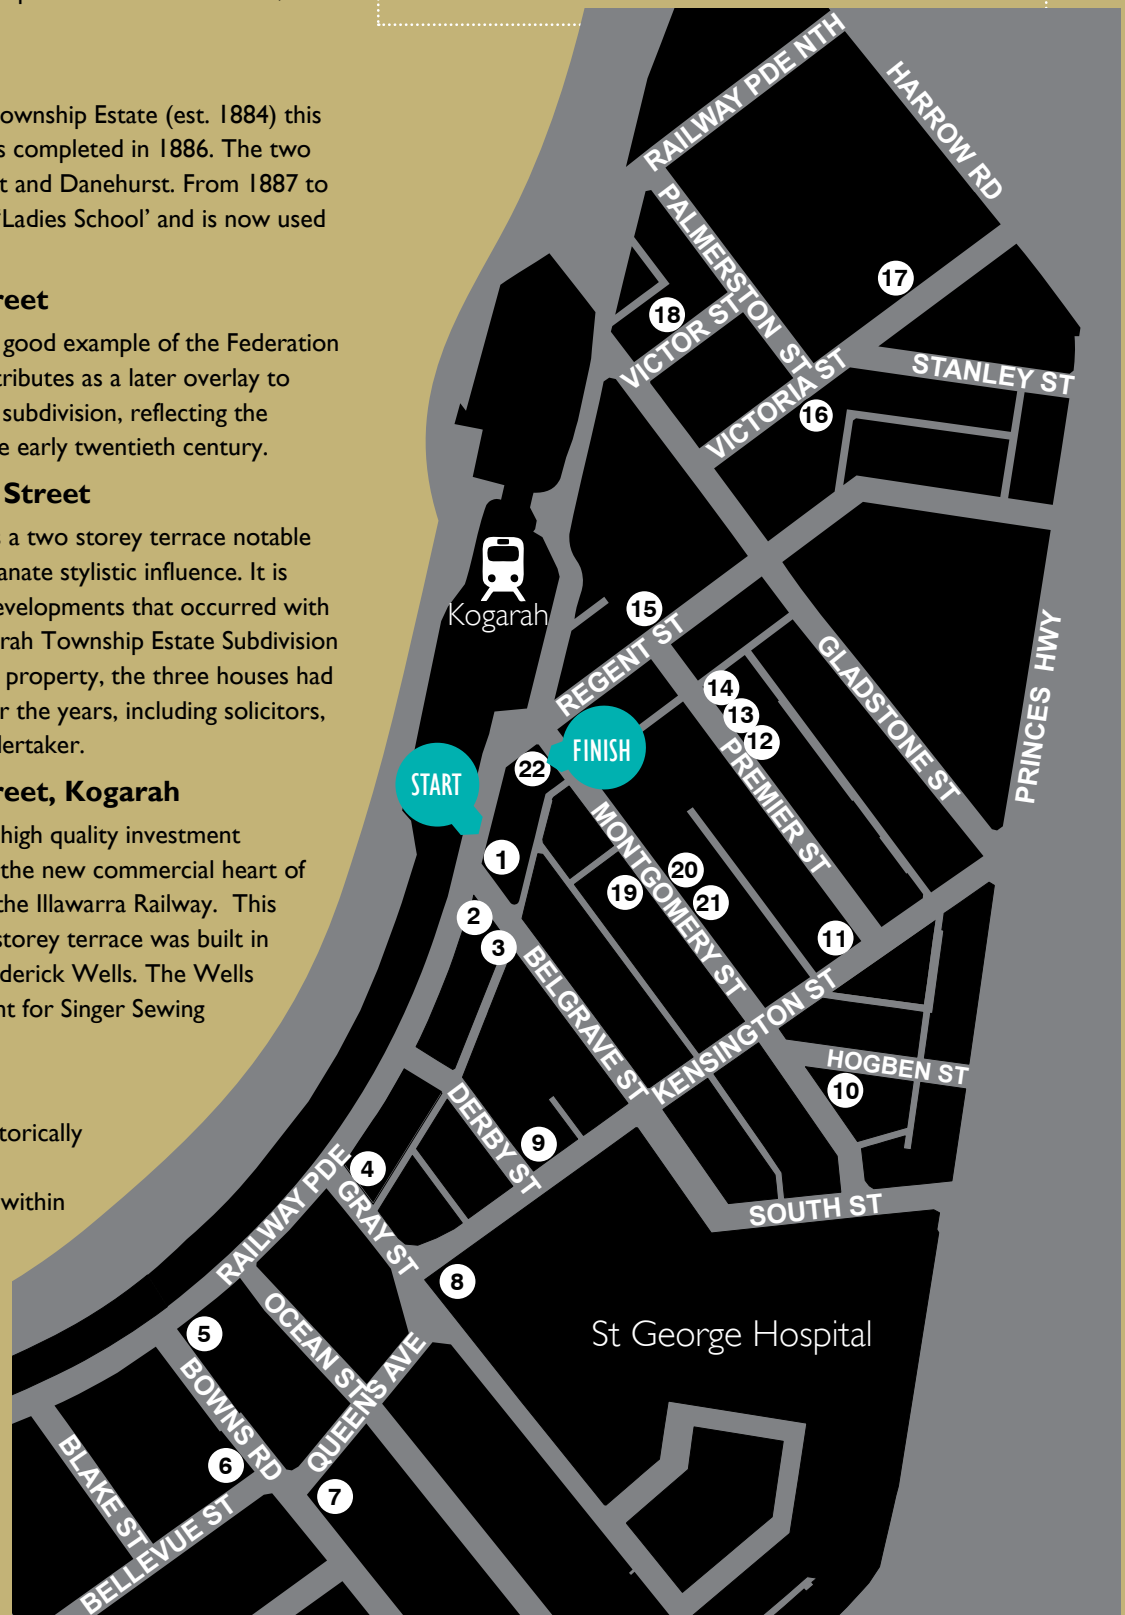 ownship Estate (est. 1884) this
s completed in 1886. The two
t and Danehurst. From 1887 to
‘Ladies School’ and is now used
reet
good example of the Federation
tributes as a later overlay to
subdivision, reflecting the
e early twentieth century.
Street
s a two storey terrace notable
anate stylistic influence. It is
evelopments that occurred with
arah Township Estate Subdivision
property, the three houses had
r the years, including solicitors,
dertaker.
reet, Kogarah
high quality investment
the new commercial heart of
the Illawarra Railway. This
storey terrace was built in
derick Wells. The Wells
nt for Singer Sewing
torically
within
RAILWAY PDE NTH
HARROW RD
PALMERSTON ST
17
18
VICTOR ST
STANLEY ST
VICTORIA ST
16
Kogarah
15
REGENT ST
GLADSTONE ST
PRINCES HWY
14
13
12
PREMIER ST
FINISH
22
START
MONTGOMERY ST
1
20
19
21
2
3
11
BELGRAVE ST
KENSINGTON ST
HOGBEN ST
10
DERBY ST
9
RAILWAY PDE
4
GRAY ST
SOUTH ST
8
OCEAN ST
5
St George Hospital
QUEENS AVE
BOWNS RD
6
7
BLAKE ST
BELLEVUE ST